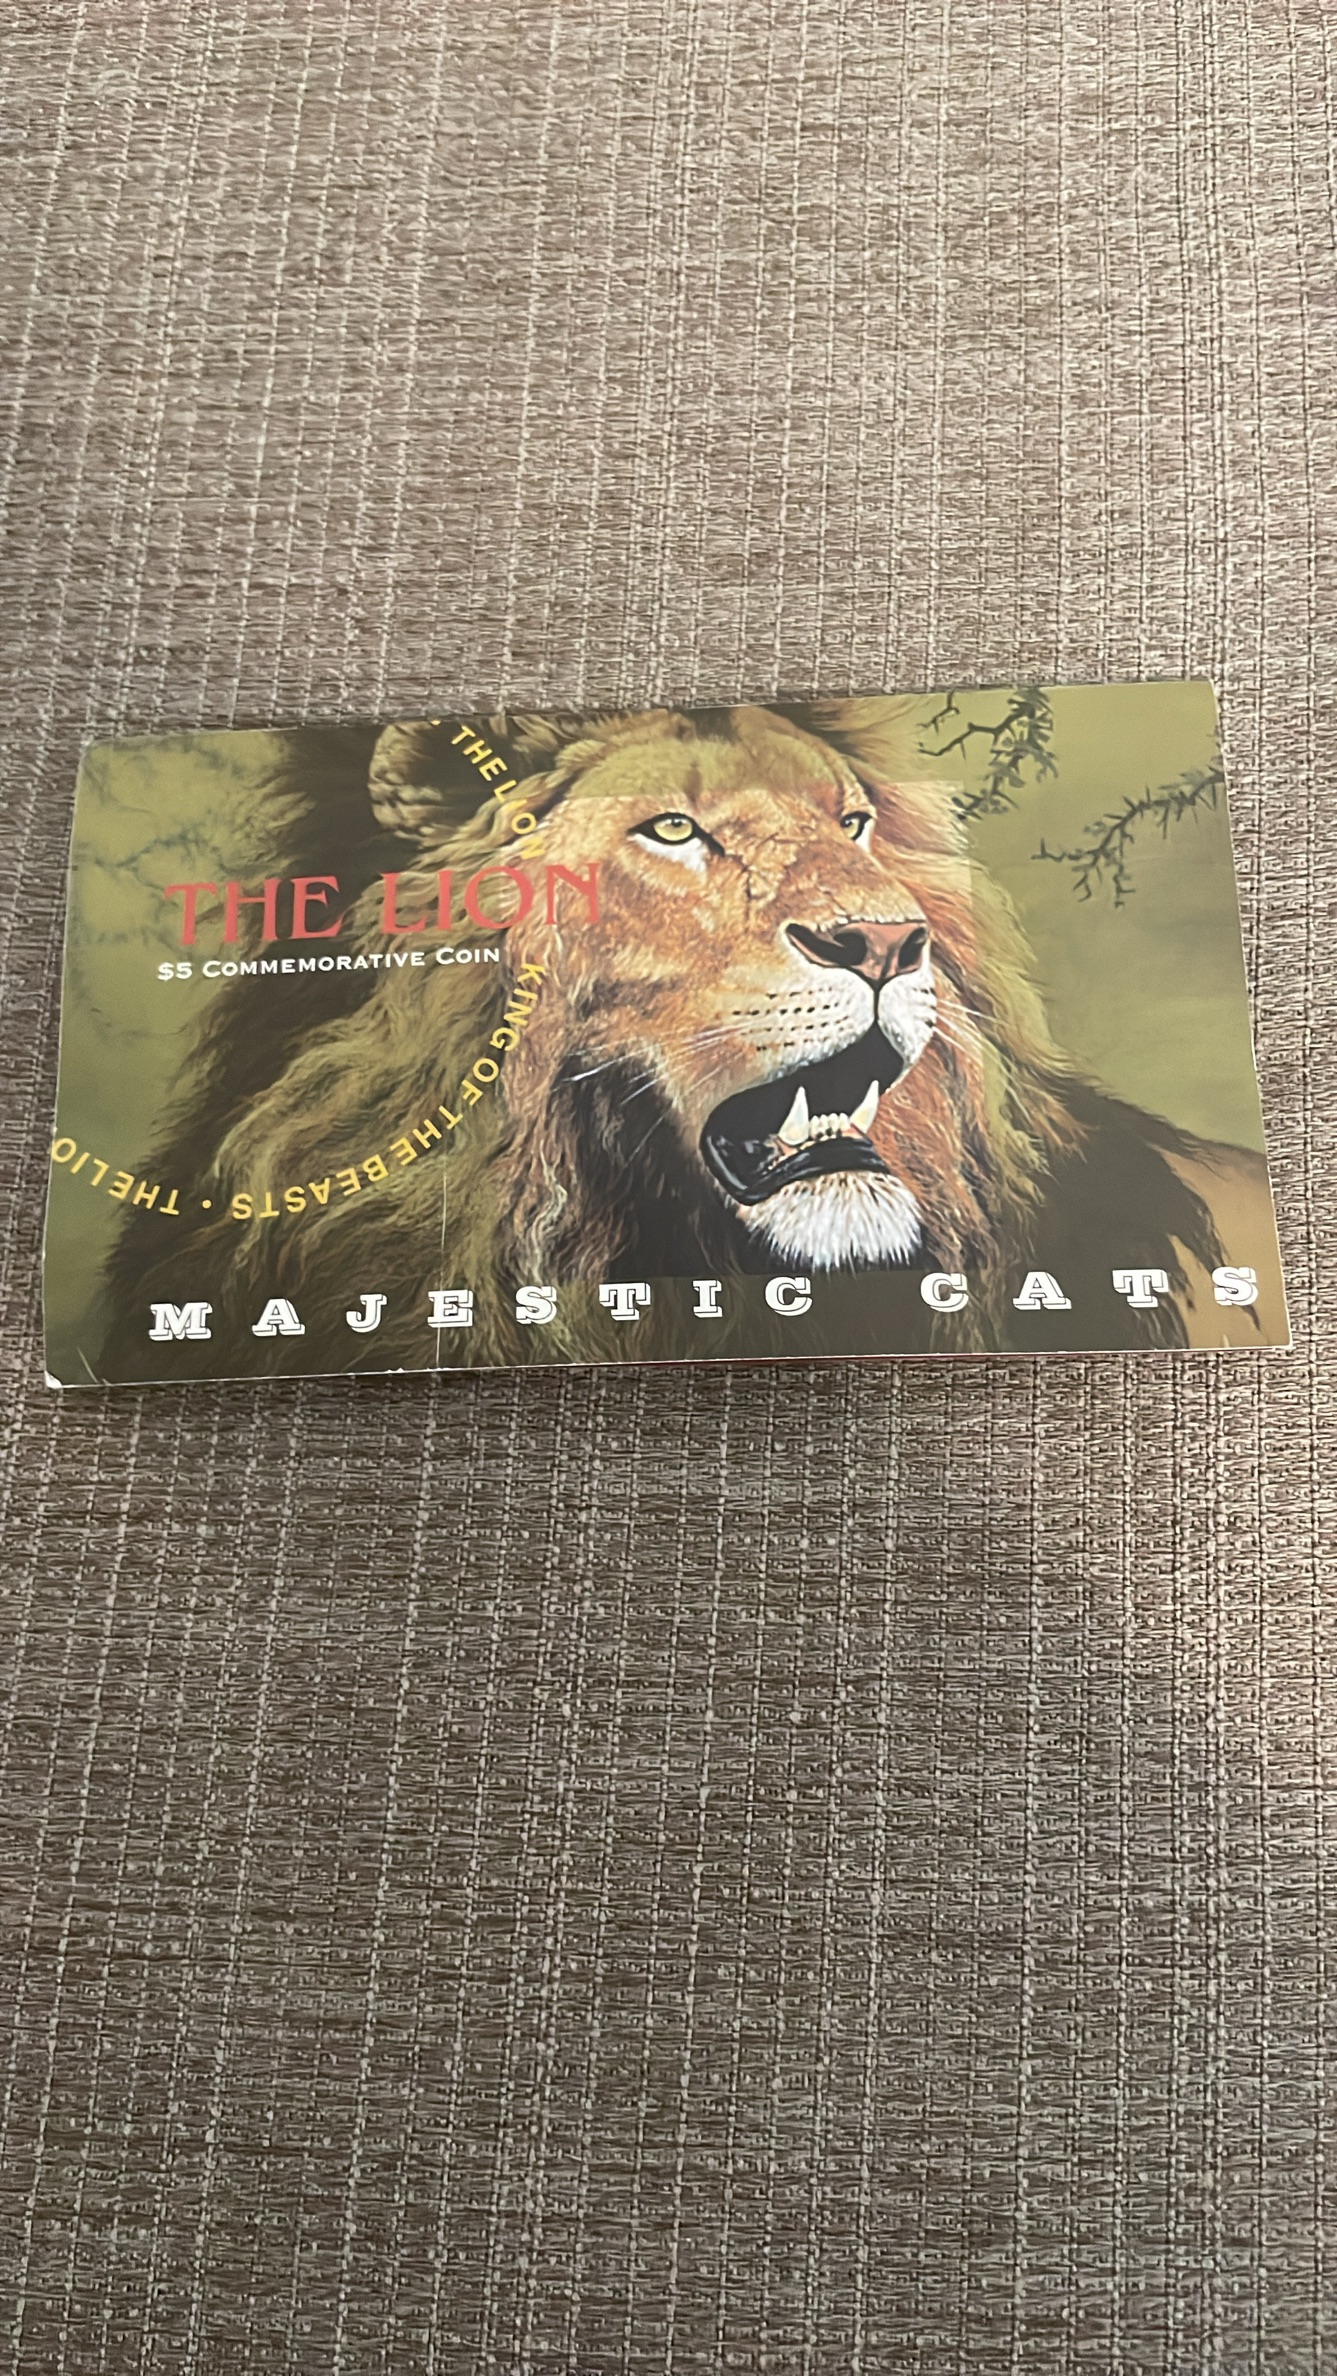 • THE LION KING OF THE BEASTS • THE LIO
THE LION
$5 COMMEMORATIVE COIN
MAJESTIC CATS